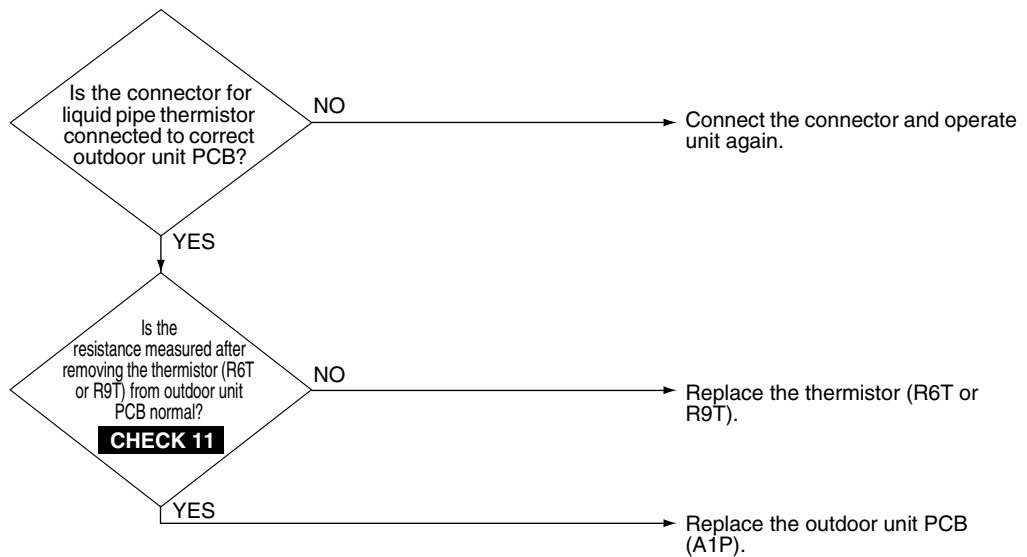 Is the connector for
liquid pipe thermistor
connected to correct
outdoor unit PCB?
NO
Connect the connector and operate
unit again.
YES
Is the
resistance measured after
removing the thermistor (R6T
or R9T) from outdoor unit
PCB normal?
CHECK 11
NO
Replace the thermistor (R6T or
R9T).
YES
Replace the outdoor unit PCB
(A1P).